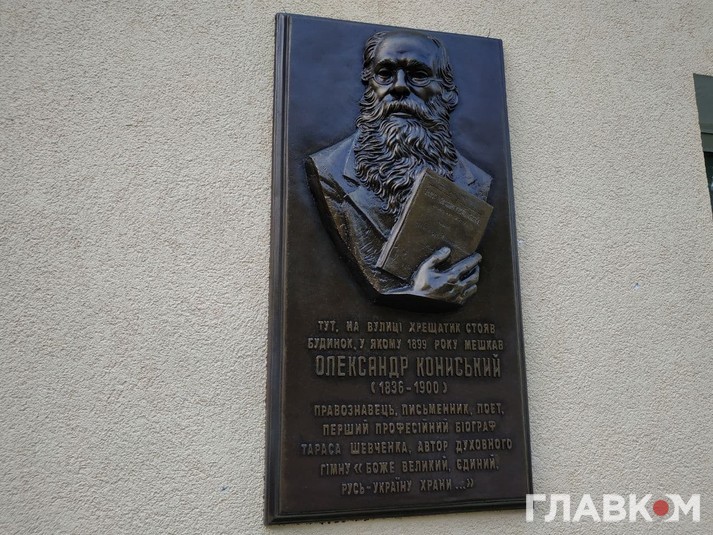 ТУТ, НА ВУЛИЦІ ХРЕЩАТИК СТОЯВ
БУДИНОК, У ЯКОМУ 1899 РОКУ МЕШКАВ
ОЛЕКСАНДР КОНИСЬКИЙ
(1836-1900)
ПРАВОЗНАВЕЦЬ, ПИСЬМЕННИК, ПОЕТ,
ПЕРШИЙ ПРОФЕСІЙНИЙ БІОГРАФ
ТАРАСА ШЕВЧЕНКА, АВТОР ДУХОВНОГО
ГІМНУ «БОЖЕ ВЕЛИКИЙ, ЄДИНИЙ,
РУСЬ-УКРАЇНУ ХРАНИ...»
ГЛАВКОМ